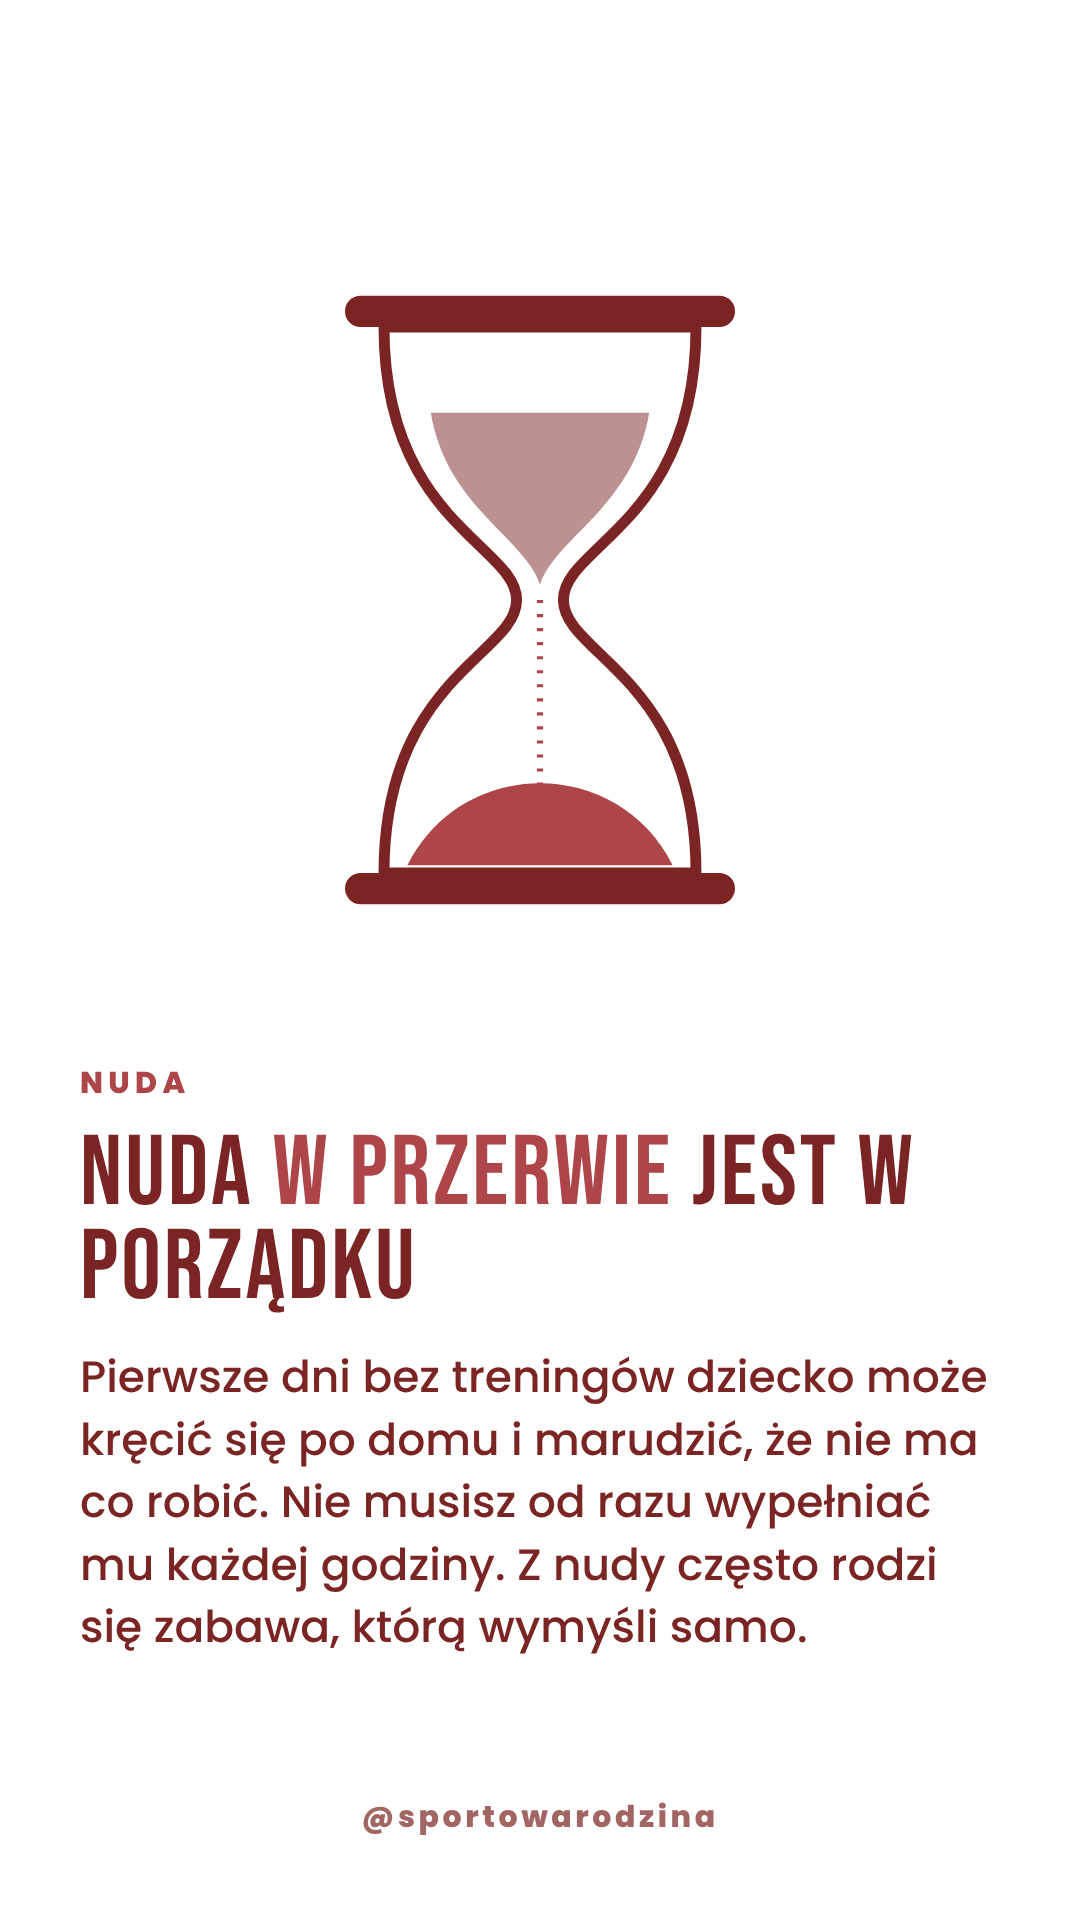 NUDA
NUDA W PRZERWIE JEST W
PORZĄDKU
Pierwsze dni bez treningów dziecko może
kręcić się po domu i marudzić, że nie ma
co robić. Nie musisz od razu wypełniać
mu każdej godziny. Z nudy często rodzi
się zabawa, którą wymyśli samo.
@sportowarodzina